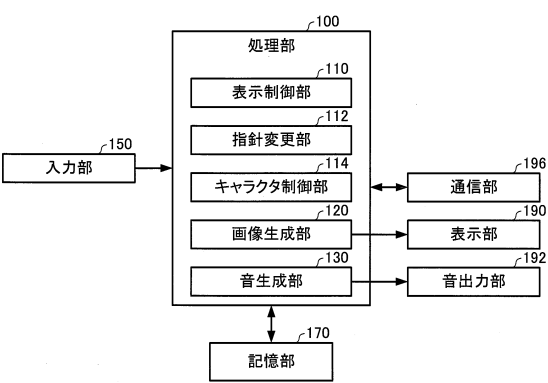 100
処理部
110
表示制御部
112
指針変更部
150
入力部
114
キャラクタ制御部
196
通信部
120
画像生成部
190
表示部
130
音生成部
192
音出力部
170
記憶部